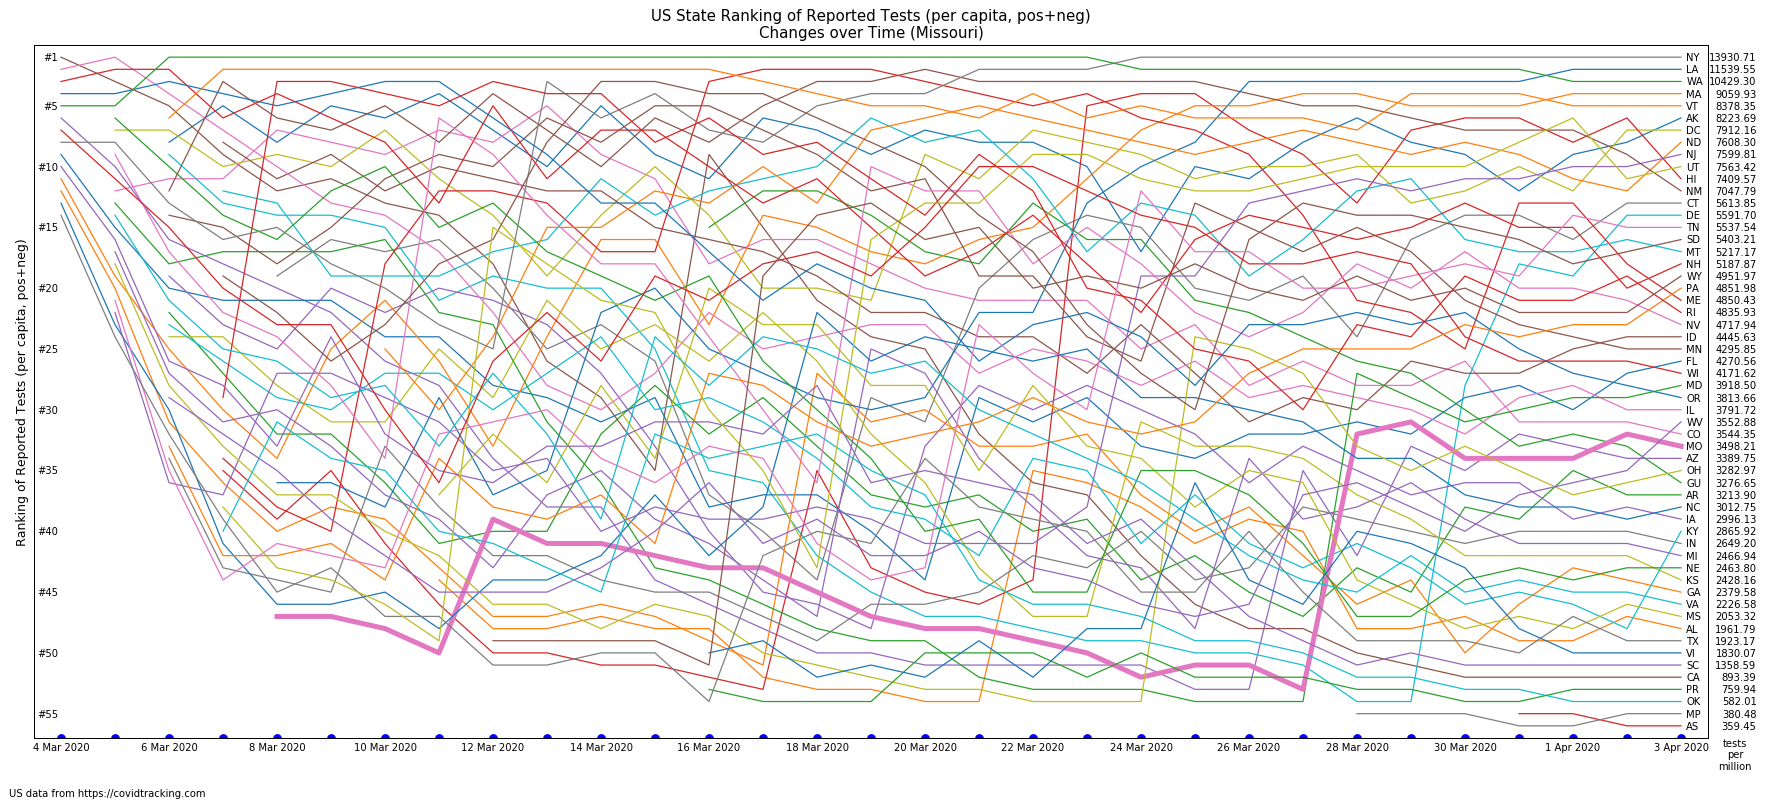 US State Ranking of Reported Tests (per capita, pos+neg)
Changes over Time (Missouri)
Ranking of Reported Tests (per capita, pos+neg)
#1
#5
#10
#15
#20
#25
#30
#35
#40
#45
#50
#55
NY 13930.71
LA 11539.55
WA 10429.30
MA 9059.93
VT 8378.35
AK 8223.69
DC 7912.16
ND 7608.30
NJ 7599.81
UT 7563.42
HI 7409.57
NM 7047.79
CT 5613.85
DE 5591.70
TN 5537.54
SD 5403.21
MT 5217.17
NH 5187.87
WY 4951.97
PA 4851.98
ME 4850.43
RI 4835.93
NV 4717.94
ID 4445.63
MN 4295.85
FL 4270.56
WI 4171.62
MD 3918.50
OR 3813.66
IL 3791.72
WV 3552.88
CO 3544.35
MO 3498.21
AZ 3389.75
OH 3282.97
GU 3276.65
AR 3213.90
NC 3012.75
IA 2996.13
KY 2865.92
IN 2649.20
MI 2466.94
NE 2463.80
KS 2428.16
GA 2379.58
VA 2226.58
MS 2053.32
AL 1961.79
TX 1923.17
VI 1830.07
SC 1358.59
CA 893.39
PR 759.94
OK 582.01
MP 380.48
AS 359.45
4 Mar 2020
6 Mar 2020
8 Mar 2020
10 Mar 2020
12 Mar 2020
14 Mar 2020
16 Mar 2020
18 Mar 2020
20 Mar 2020
22 Mar 2020
24 Mar 2020
26 Mar 2020
28 Mar 2020
30 Mar 2020
1 Apr 2020
3 Apr 2020
tests
per
million
US data from https://covidtracking.com